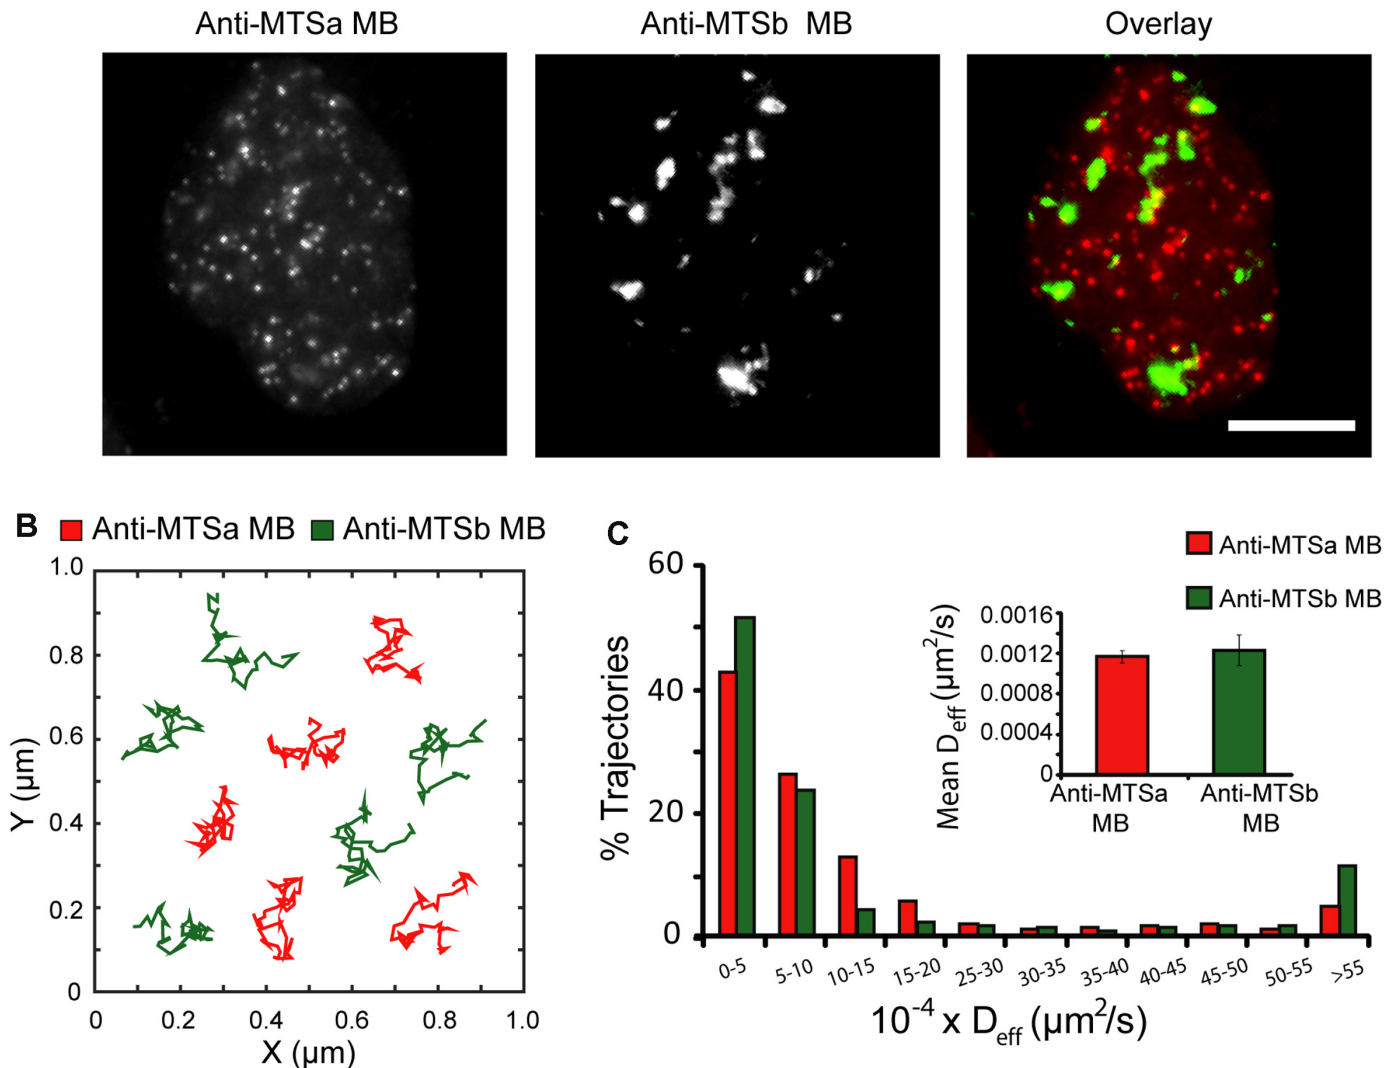 Anti-MTSa MB
Anti-MTSb MB
Overlay
B
Anti-MTSa MB
Anti-MTSb MB
1.0
0.8
0.6
0.4
0.2
0
Y (µm)
0 0.2 0.4 0.6 0.8 1.0
X (µm)
C
Anti-MTSa MB
Anti-MTSb MB
60
40
20
0
% Trajectories
0-5 5-10 10-15 15-20 25-30 30-35 35-40 40-45 45-50 50-55 >55
10⁻⁴ x D_eff (µm²/s)
Mean D_eff (µm²/s)
0.0016
0.0012
0.0008
0.0004
0
Anti-MTSa MB
Anti-MTSb MB